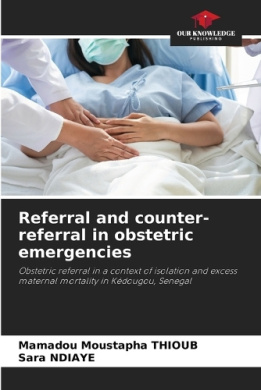 OUR KNOWLEDGE
PUBLISHING
Referral and counter-
referral in obstetric
emergencies
Obstetric referral in a context of isolation and excess
maternal mortality in Kédougou, Senegal
Mamadou Moustapha THIOUB
Sara NDIAYE